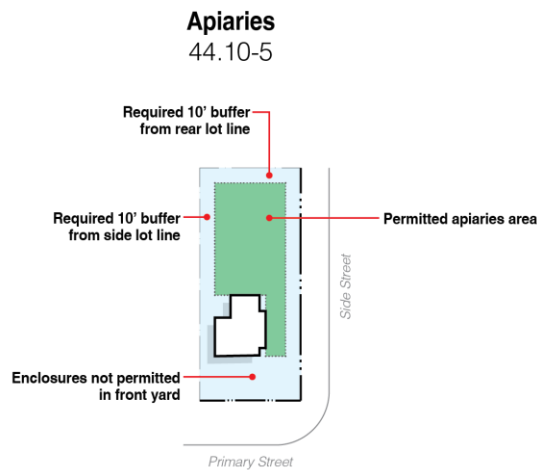 Apiaries
44.10-5
Required 10' buffer
from rear lot line
Required 10' buffer
from side lot line
Permitted apiaries area
Side Street
Enclosures not permitted
in front yard
Primary Street